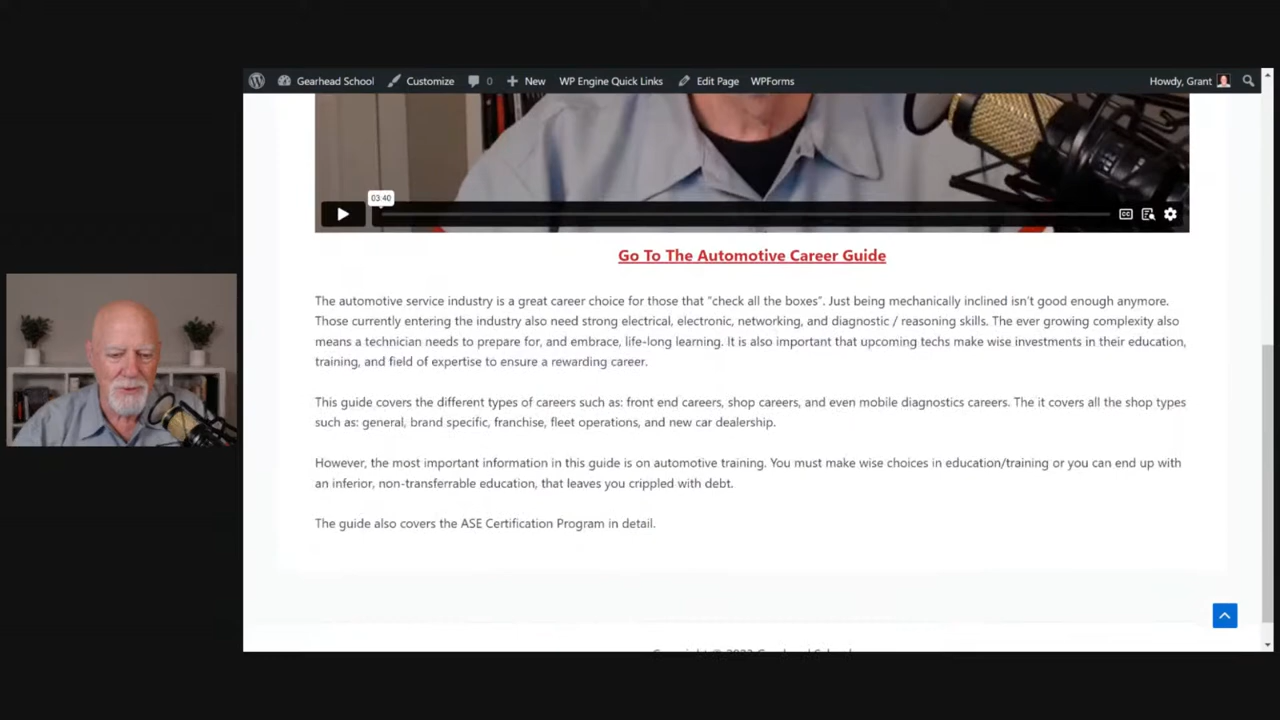 Gearhead School Customize 0 New WP Engine Quick Links Edit Page WPForms Howdy, Grant
03:40
CC
Go To The Automotive Career Guide
The automotive service industry is a great career choice for those that "check all the boxes". Just being mechanically inclined isn't good enough anymore.
Those currently entering the industry also need strong electrical, electronic, networking, and diagnostic / reasoning skills. The ever growing complexity also
means a technician needs to prepare for, and embrace, life-long learning. It is also important that upcoming techs make wise investments in their education,
training, and field of expertise to ensure a rewarding career.
This guide covers the different types of careers such as: front end careers, shop careers, and even mobile diagnostics careers. The it covers all the shop types
such as: general, brand specific, franchise, fleet operations, and new car dealership.
However, the most important information in this guide is on automotive training. You must make wise choices in education/training or you can end up with
an inferior, non-transferrable education, that leaves you crippled with debt.
The guide also covers the ASE Certification Program in detail.